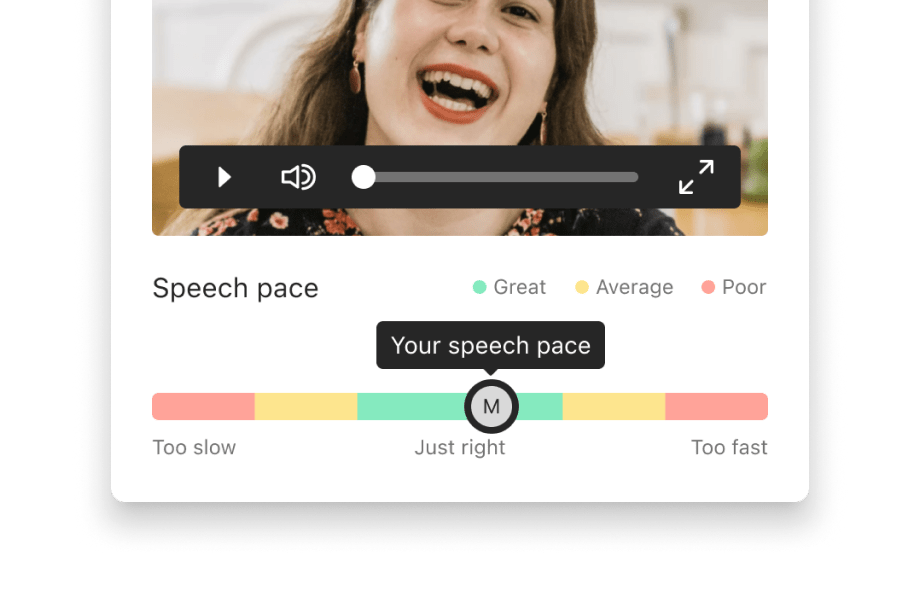 Speech pace
Great
Average
Poor
Your speech pace
M
Too slow
Just right
Too fast